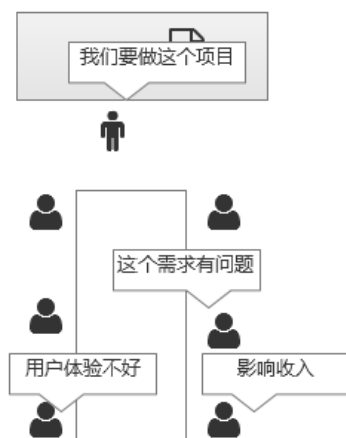 我们要做这个项目
这个需求有问题
用户体验不好
影响收入